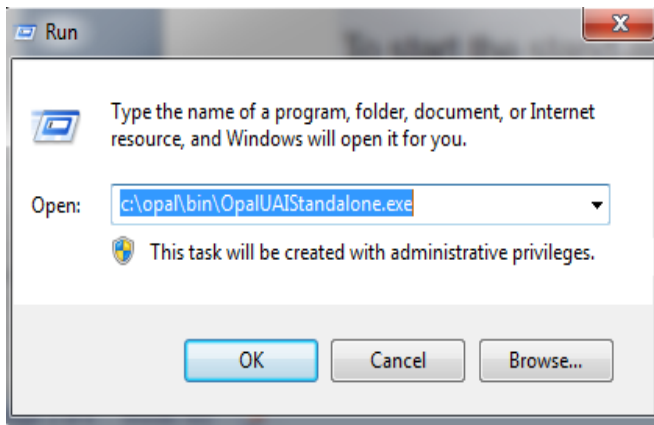 Run
Type the name of a program, folder, document, or Internet
resource, and Windows will open it for you.
Open:
c:\opal\bin\OpalUAIStandalone.exe
This task will be created with administrative privileges.
OK
Cancel
Browse...